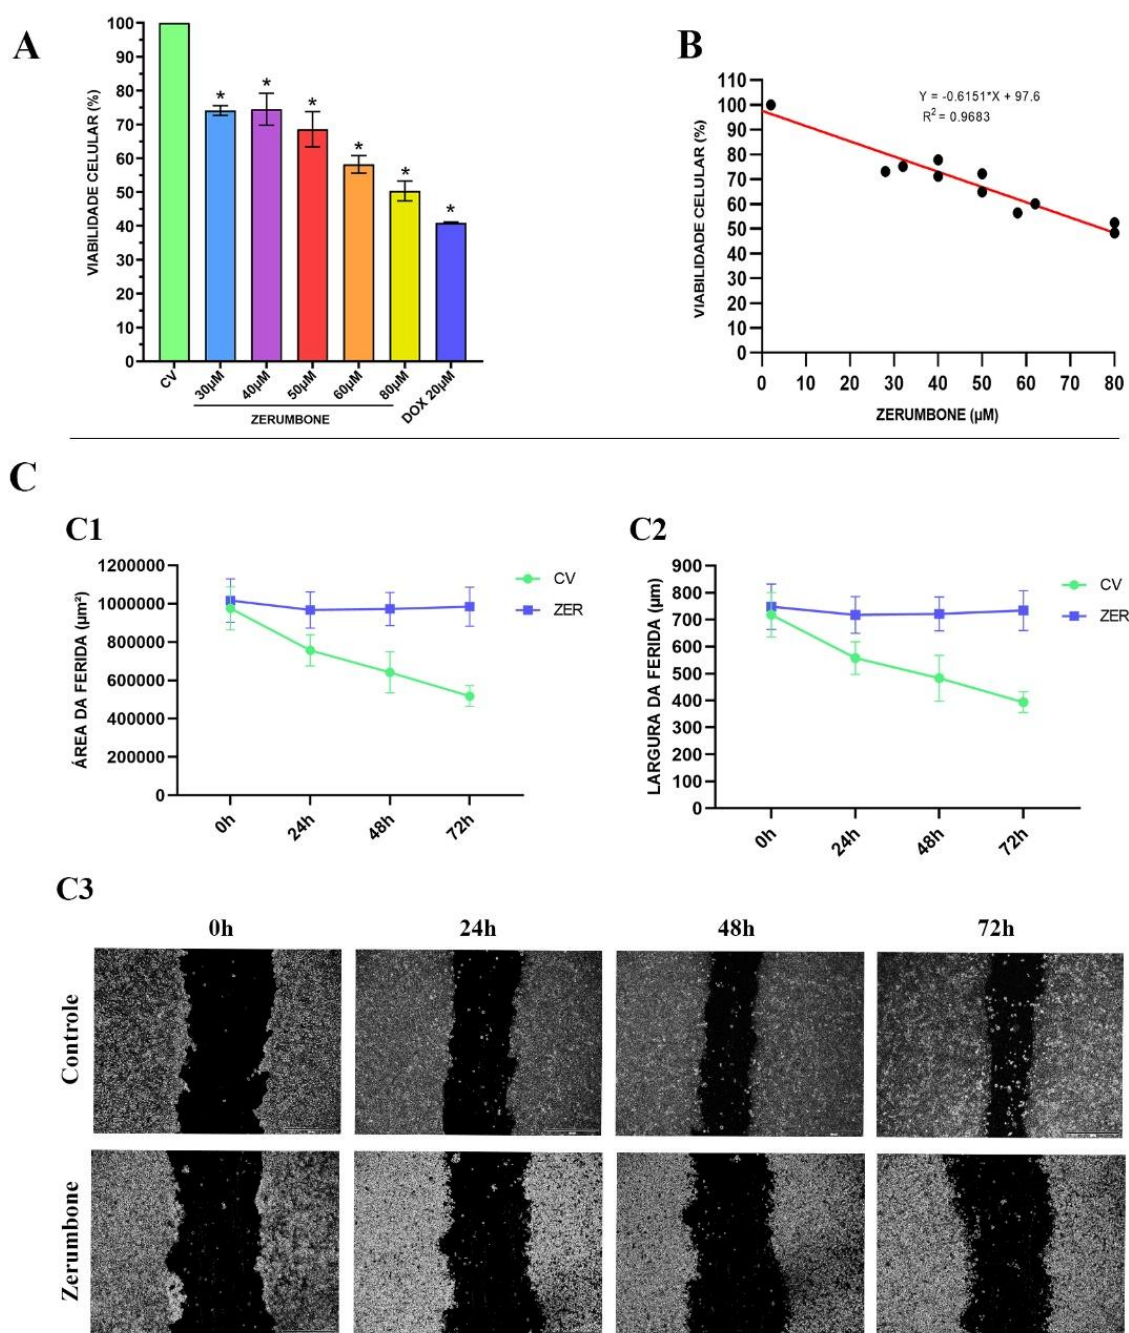 A
VIABILIDADE CELULAR (%)
100
90
80
70
60
50
40
30
20
10
0
* * * * * *
CV 30µM 40µM 50µM 60µM 80µM DOX 20µM
ZERUMBONE
B
VIABILIDADE CELULAR (%)
110
100
90
80
70
60
50
40
30
20
10
0
Y = -0.6151*X + 97.6
R² = 0.9683
0 10 20 30 40 50 60 70 80
ZERUMBONE (µM)
C
C1
ÁREA DA FERIDA (µm²)
1200000
1000000
800000
600000
400000
200000
0
0h 24h 48h 72h
CV
ZER
C2
LARGURA DA FERIDA (µm)
900
800
700
600
500
400
300
200
100
0
0h 24h 48h 72h
CV
ZER
C3
0h 24h 48h 72h
Controle
Zerumbone